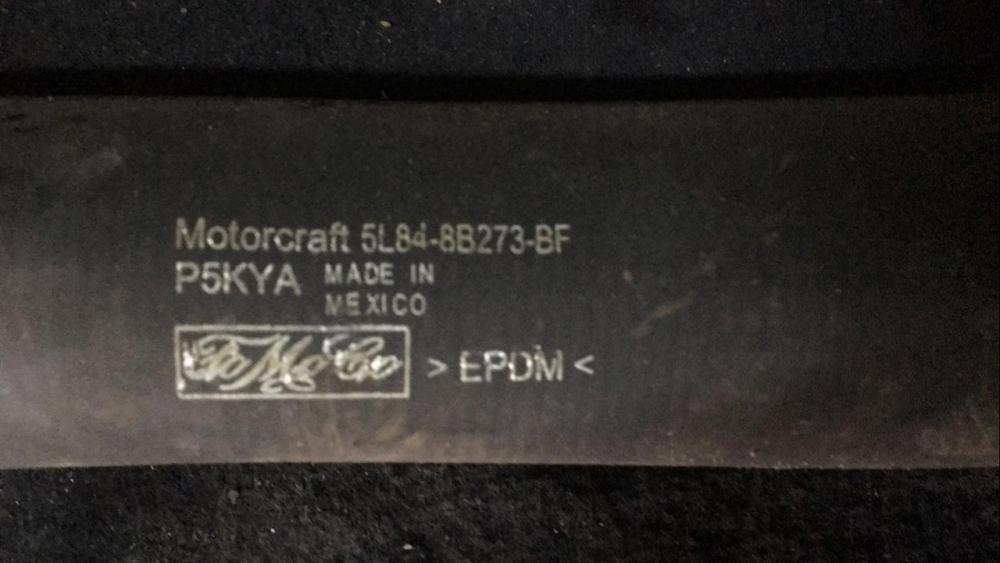 Motorcraft 5L84-8B273-BF
P5KYA MADE IN
MEXICO
FoMoCo > EPDM <